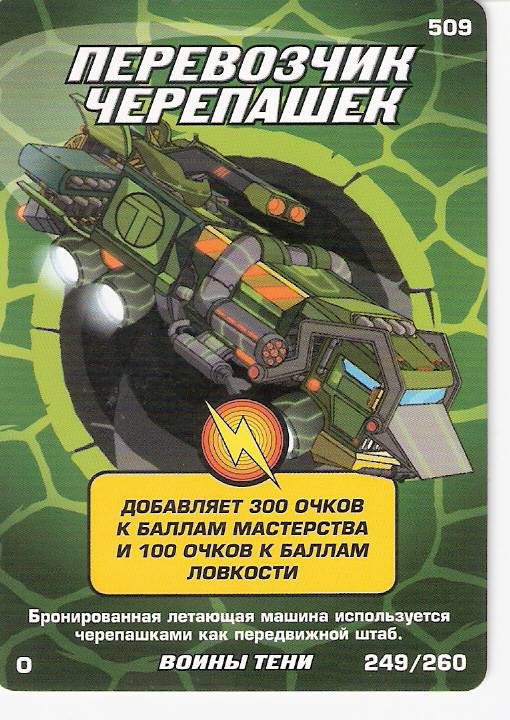 509
ПЕРЕВОЗЧИК
ЧЕРЕПАШЕК
T
ДОБАВЛЯЕТ 300 ОЧКОВ
К БАЛЛАМ МАСТЕРСТВА
И 100 ОЧКОВ К БАЛЛАМ
ЛОВКОСТИ
Бронированная летающая машина используется
черепашками как передвижной штаб.
0 ВОИНЫ ТЕНИ 249/260